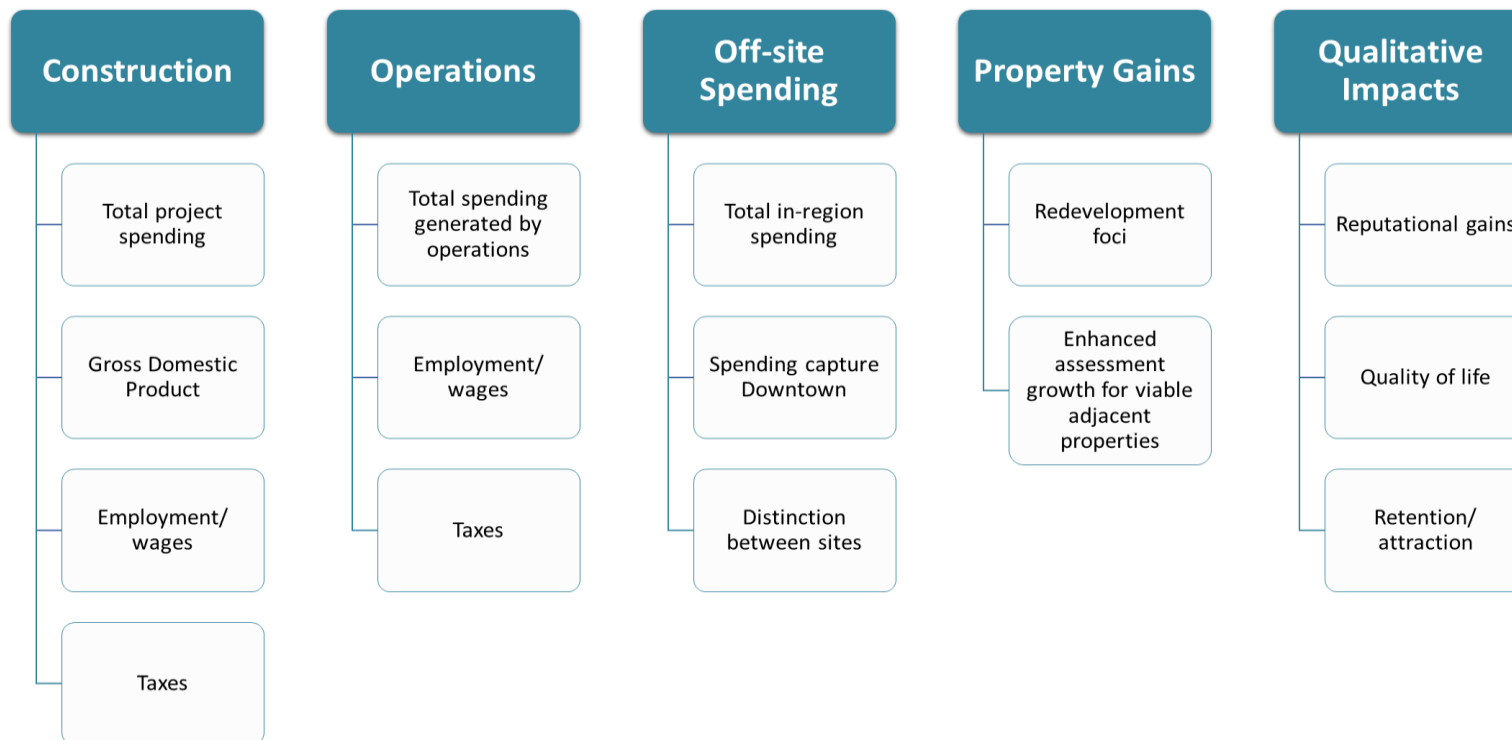 Construction
Total project
spending
Gross Domestic
Product
Employment/
wages
Taxes
Operations
Total spending
generated by
operations
Employment/
wages
Taxes
Off-site
Spending
Total in-region
spending
Spending capture
Downtown
Distinction
between sites
Property Gains
Redevelopment
foci
Enhanced
assessment
growth for viable
adjacent
properties
Qualitative
Impacts
Reputational gains
Quality of life
Retention/
attraction